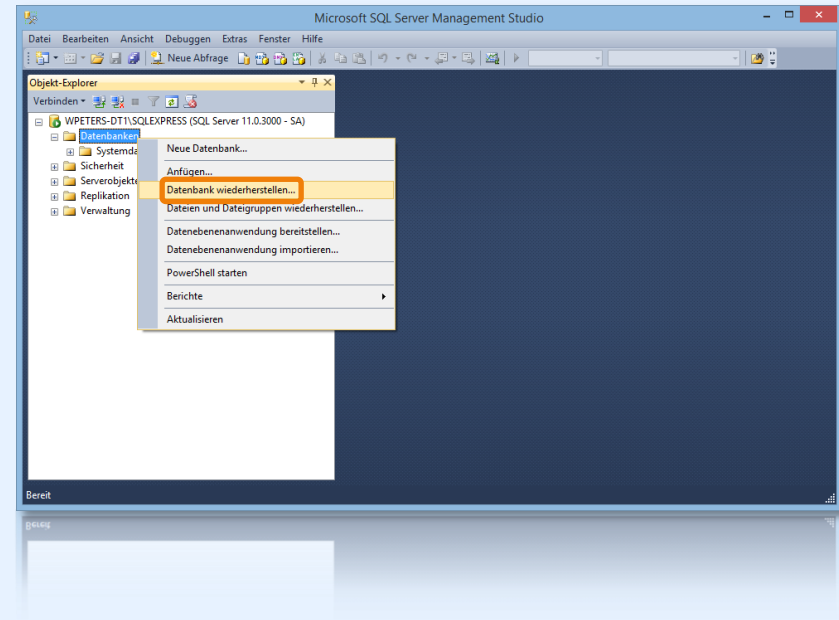 Microsoft SQL Server Management Studio
Datei Bearbeiten Ansicht Debuggen Extras Fenster Hilfe
Neue Abfrage
Objekt-Explorer
Verbinden
WPETERS-DT1\SQLEXPRESS (SQL Server 11.0.3000 - SA)
Datenbanken
Systemda
Sicherheit
Serverobjekte
Replikation
Verwaltung
Neue Datenbank...
Anfügen...
Datenbank wiederherstellen...
Dateien und Dateigruppen wiederherstellen...
Datenebenenanwendung bereitstellen...
Datenebenenanwendung importieren...
PowerShell starten
Berichte
Aktualisieren
Bereit